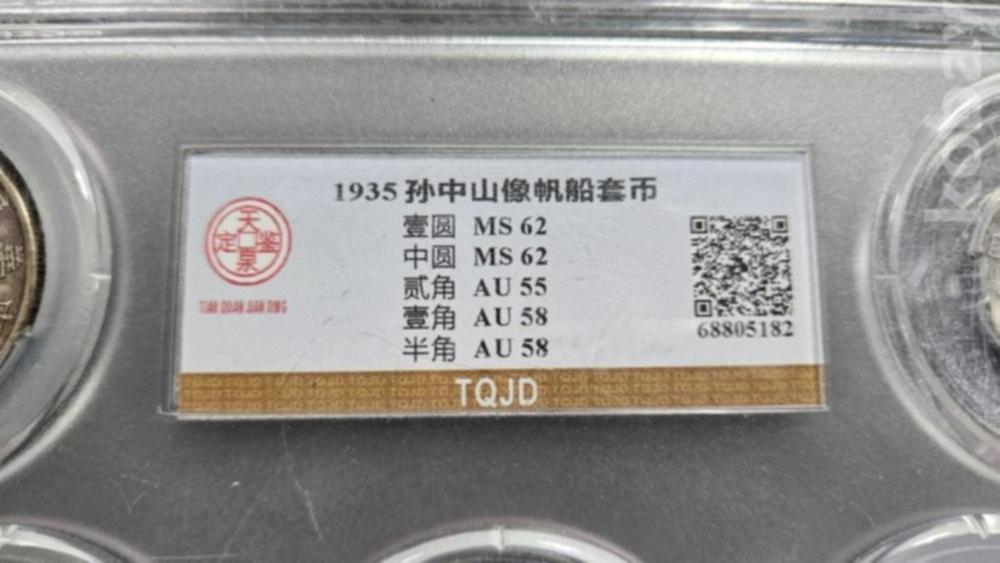 1935 孙中山像帆船套币
壹圆 MS 62
中圆 MS 62
贰角 AU 55
壹角 AU 58
半角 AU 58
天泉鉴定
TIAN QUAN JIAN DING
68805182
TQJD